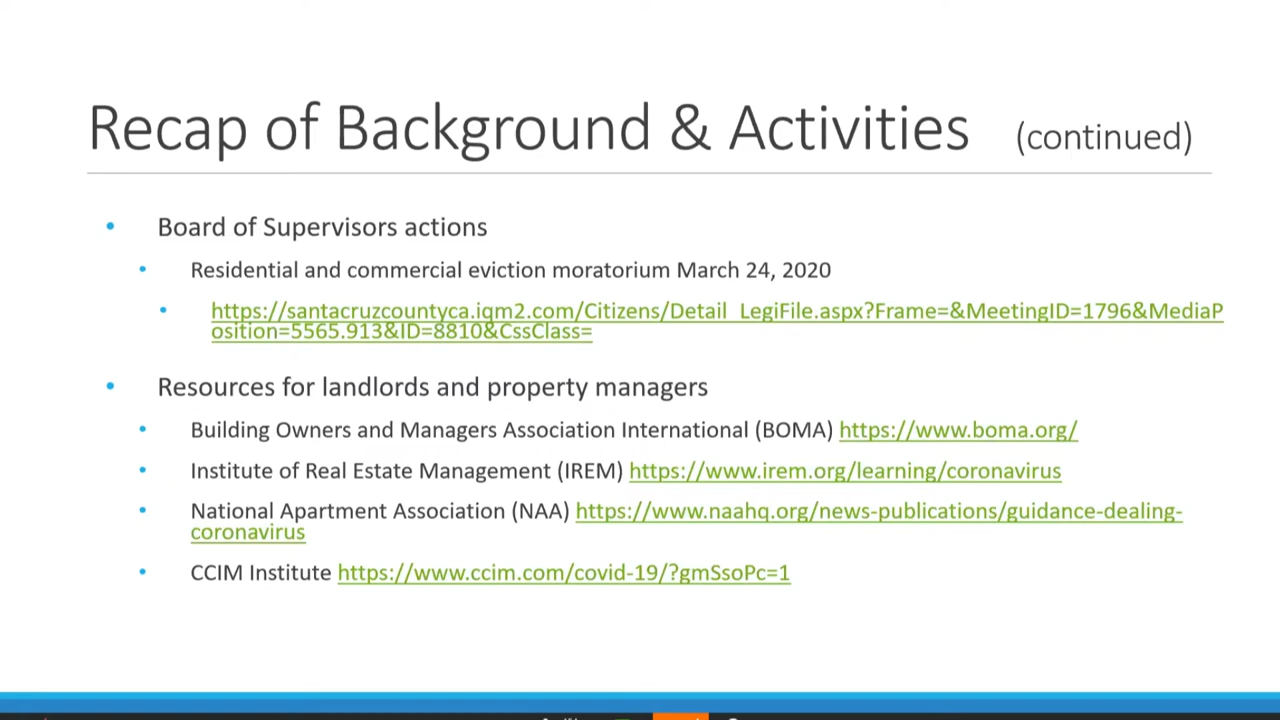 Recap of Background & Activities (continued)
• Board of Supervisors actions
• Residential and commercial eviction moratorium March 24, 2020
• https://santacruzcountyca.iqm2.com/Citizens/Detail_LegiFile.aspx?Frame=&MeetingID=1796&MediaP
osition=5565.913&ID=8810&CssClass=
• Resources for landlords and property managers
• Building Owners and Managers Association International (BOMA) https://www.boma.org/
• Institute of Real Estate Management (IREM) https://www.irem.org/learning/coronavirus
• National Apartment Association (NAA) https://www.naahq.org/news-publications/guidance-dealing-
coronavirus
• CCIM Institute https://www.ccim.com/covid-19/?gmSsoPc=1